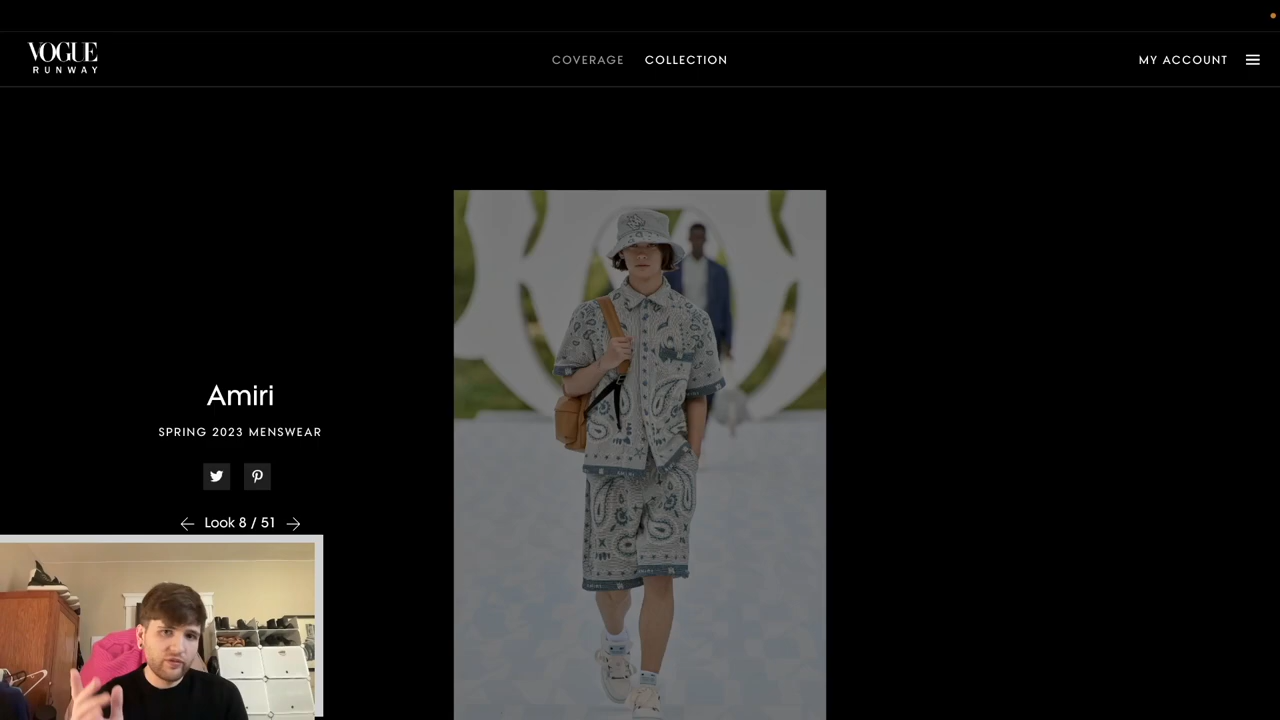 VOGUE
RUNWAY
COVERAGE COLLECTION
MY ACCOUNT
Amiri
SPRING 2023 MENSWEAR
Look 8 / 51